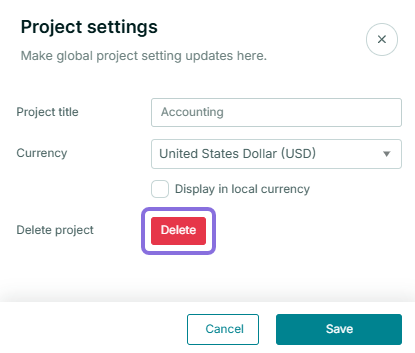 Project settings
Make global project setting updates here.
Project title
Accounting
Currency
United States Dollar (USD)
Display in local currency
Delete project
Delete
Cancel
Save